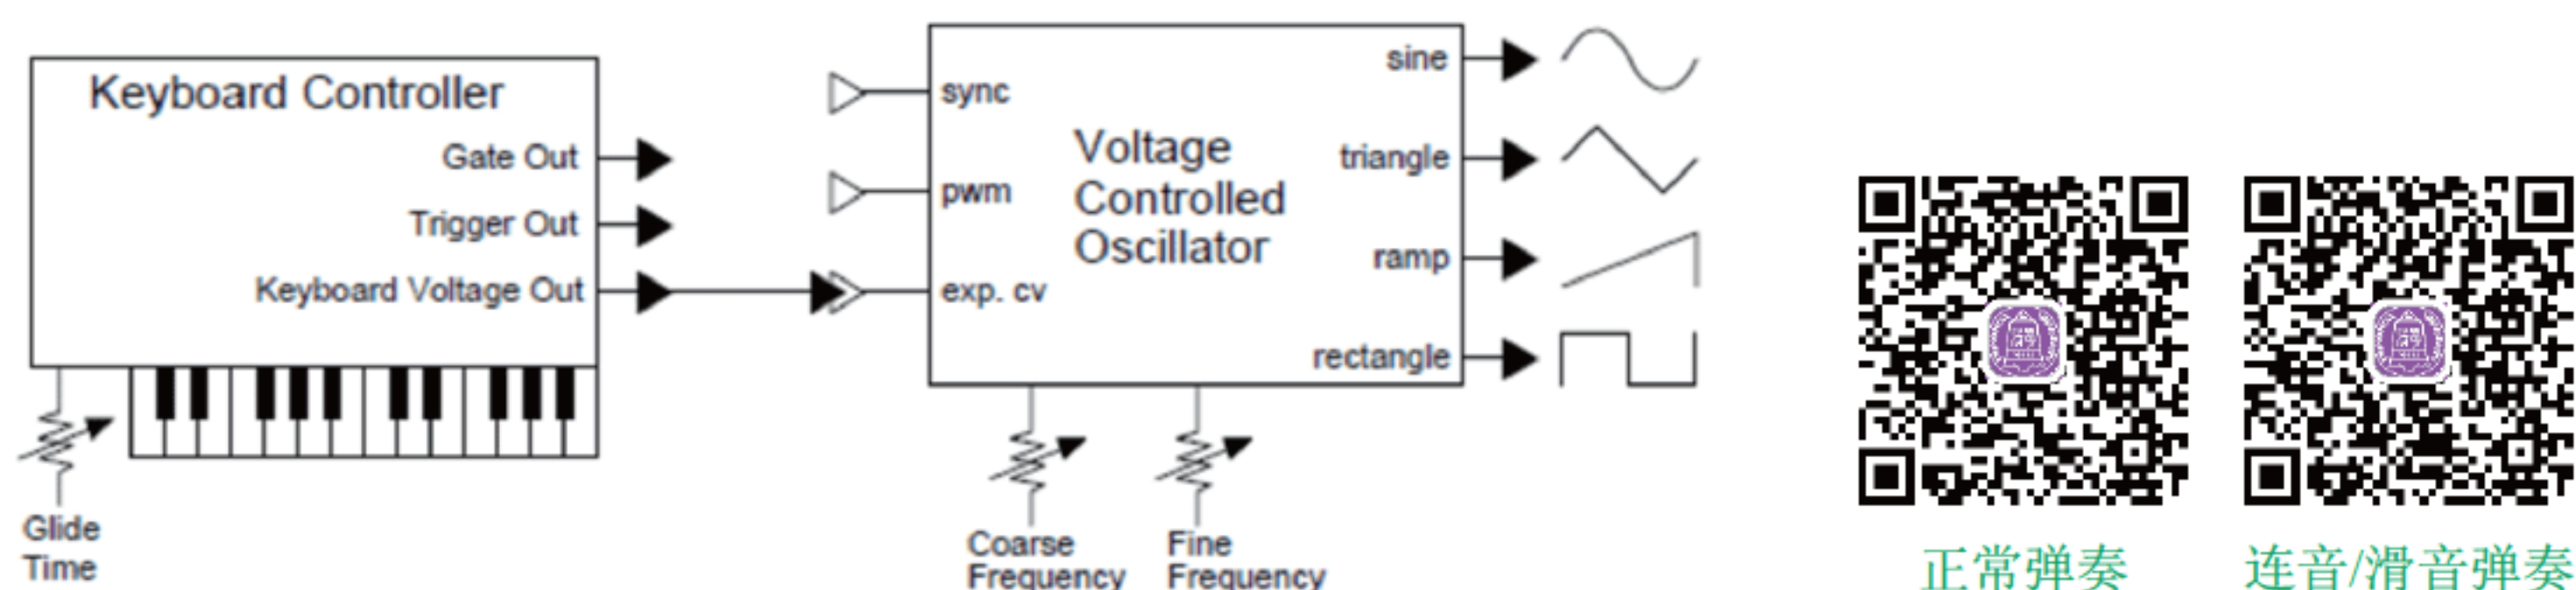 Keyboard Controller
Gate Out
Trigger Out
Keyboard Voltage Out
Glide
Time
sync
pwm
exp. cv
Voltage
Controlled
Oscillator
sine
triangle
ramp
rectangle
Coarse
Frequency
Fine
Frequency
正常弹奏
连音/滑音弹奏